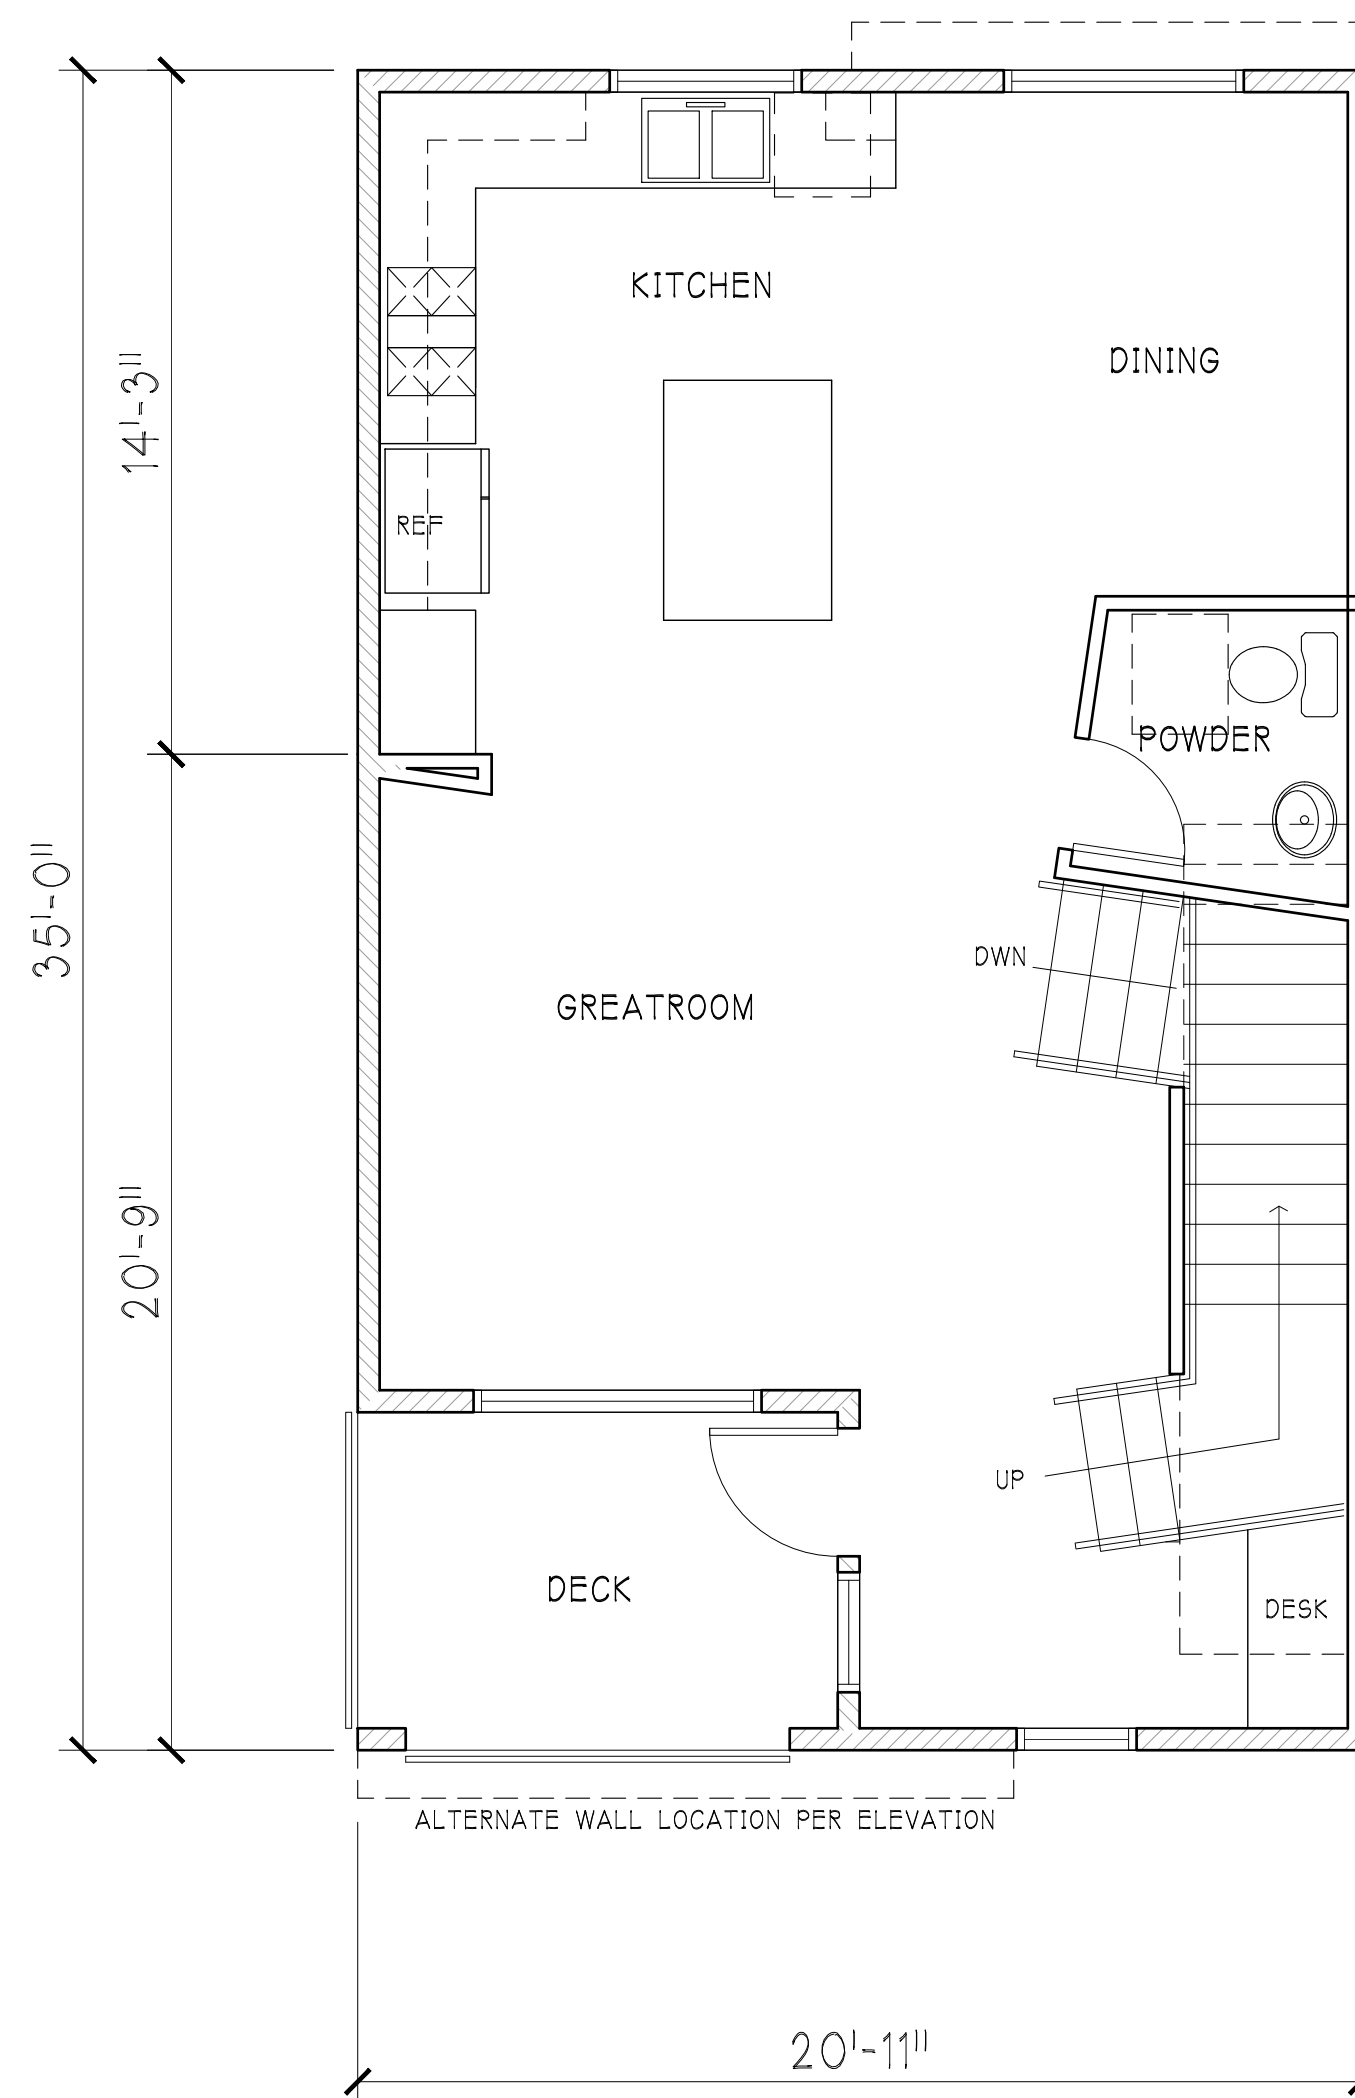 KITCHEN
DINING
14'-3"
REF
POWDER
35'-0"
DWN
GREATROOM
20'-9"
UP
DECK
DESK
ALTERNATE WALL LOCATION PER ELEVATION
20'-11"